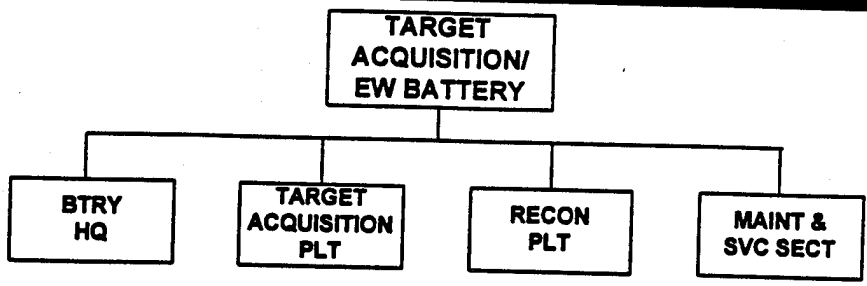 TARGET
ACQUISITION/
EW BATTERY
BTRY
HQ
TARGET
ACQUISITION
PLT
RECON
PLT
MAINT &
SVC SECT